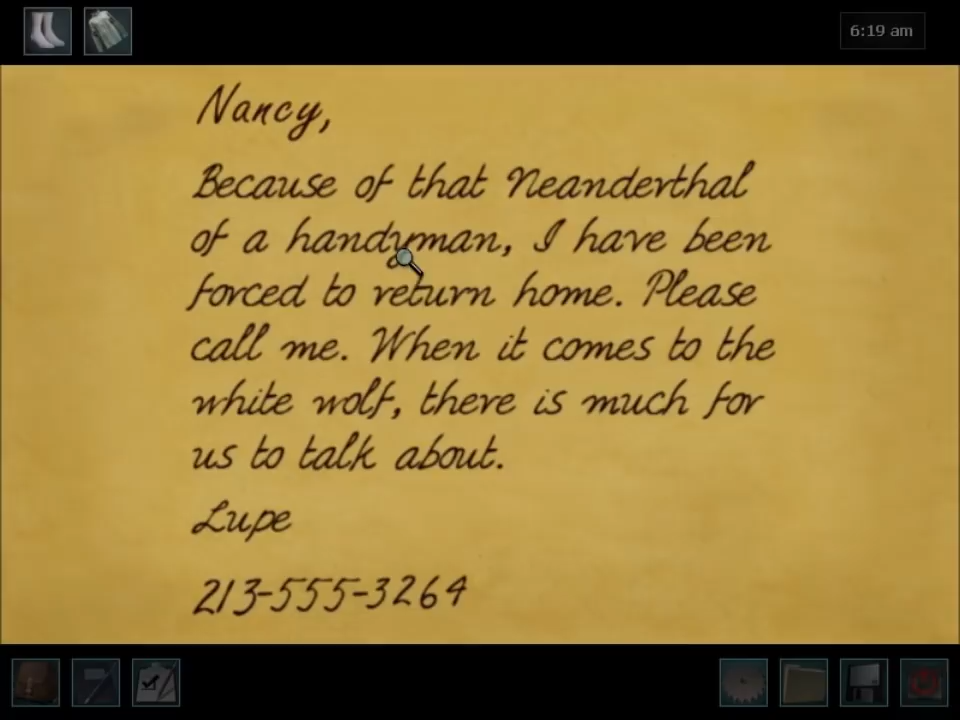 6:19 am
Nancy,
Because of that Neanderthal
of a handyman, I have been
forced to return home. Please
call me. When it comes to the
white wolf, there is much for
us to talk about.
Lupe
213-555-3264